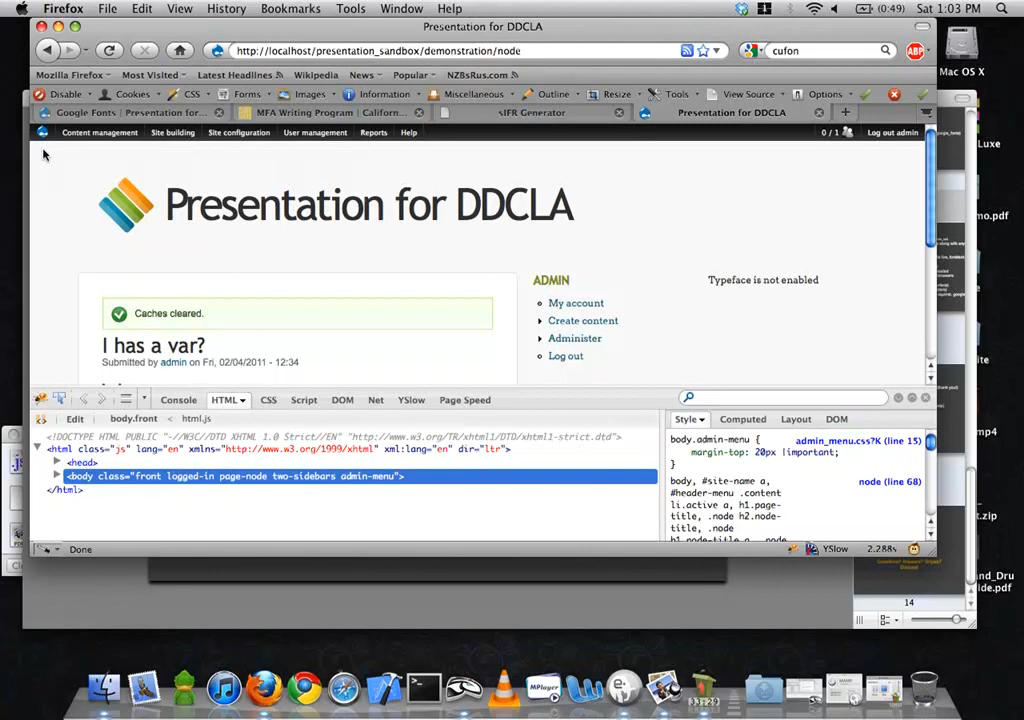 Firefox File Edit View History Bookmarks Tools Window Help (0:49) Sat 1:03 PM
Presentation for DDCLA
http://localhost/presentation_sandbox/demonstration/node cufon ABP
Mac OS X
Mozilla Firefox Most Visited Latest Headlines Wikipedia News Popular NZBsRus.com
Disable Cookies CSS Forms Images Information Miscellaneous Outline Resize Tools View Source Options
Google Fonts | Presentation for... MFA Writing Program | Californ... sIFR Generator Presentation for DDCLA
Content management Site building Site configuration User management Reports Help 0 / 1 Log out admin
Luxe
Presentation for DDCLA
mo.pdf
ADMIN
Typeface is not enabled
My account
Caches cleared.
Create content
I has a var?
Administer
Submitted by admin on Fri, 02/04/2011 - 12:34
Log out
ite
Console HTML CSS Script DOM Net YSlow Page Speed
Edit body.front < html.js
Style Computed Layout DOM
mp4
<!DOCTYPE HTML PUBLIC "-//W3C//DTD XHTML 1.0 Strict//EN" "http://www.w3.org/TR/xhtml1/DTD/xhtml1-strict.dtd">
<html class="js" lang="en" xmlns="http://www.w3.org/1999/xhtml" xml:lang="en" dir="ltr">
<head>
<body class="front logged-in page-node two-sidebars admin-menu">
</html>
body.admin-menu { admin_menu.css?K (line 15)
margin-top: 20px !important;
}
body, #site-name a, node (line 68)
#header-menu .content
li.active a, h1.page-
title, .node h2.node-
title, .node
h1.node-title a, .node
.zip
Done YSlow 2.288s
nd_Dru
ide.pdf
14
33:29